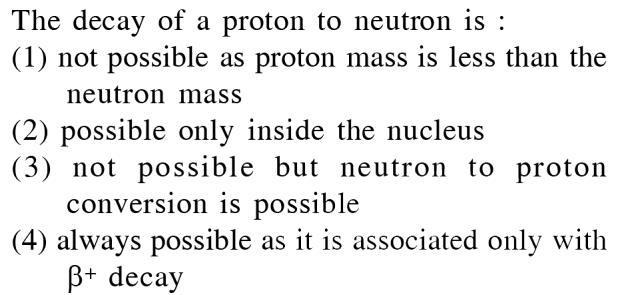 The decay of a proton to neutron is :
(1) not possible as proton mass is less than the
neutron mass
(2) possible only inside the nucleus
(3) not possible but neutron to proton
conversion is possible
(4) always possible as it is associated only with
β⁺ decay